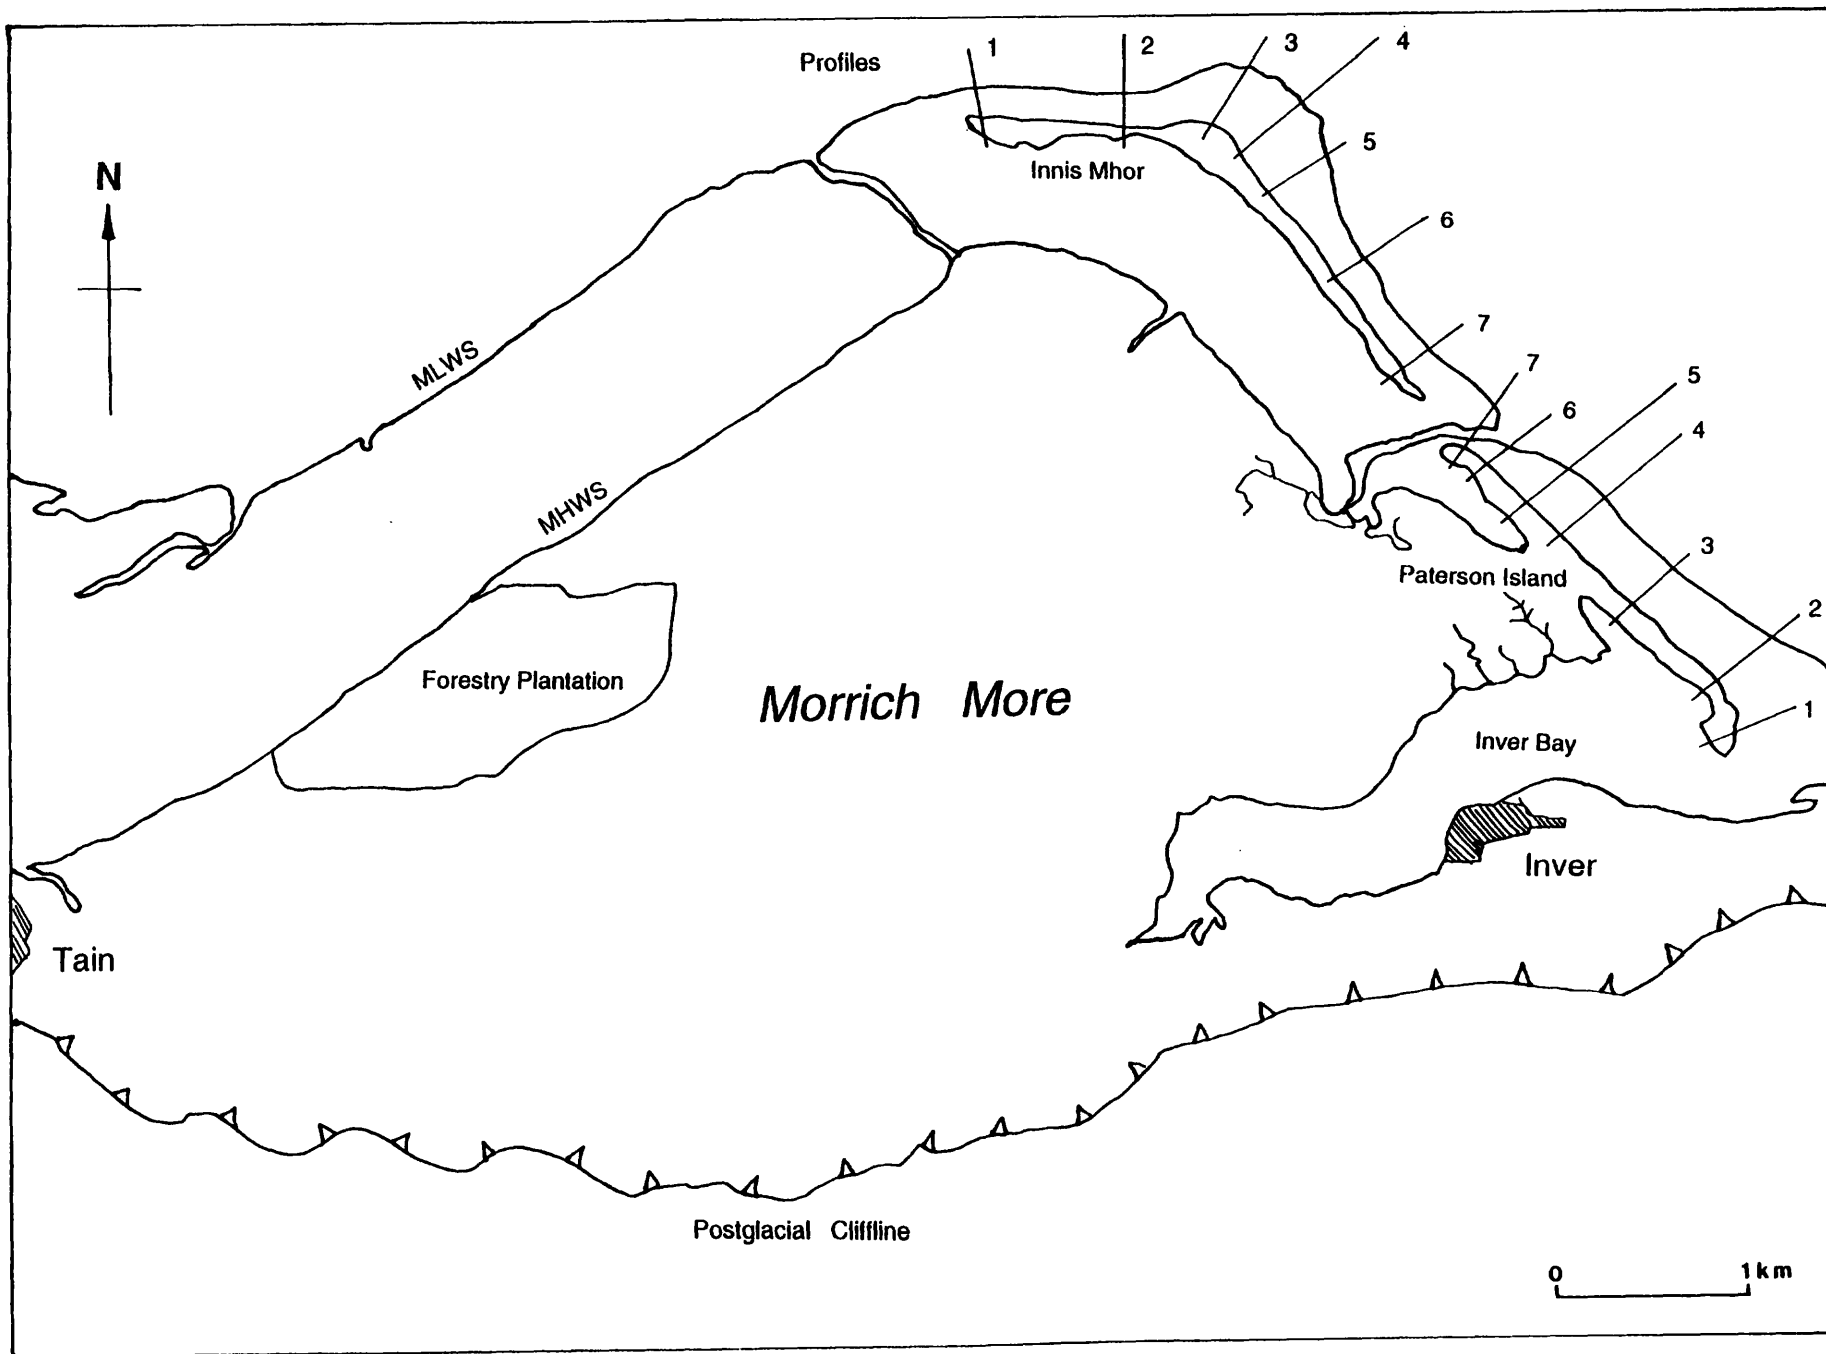 Profiles
1
2
3
4
5
6
7
Innis Mhor
N
MLWS
MHWS
7
6
5
4
3
2
1
Paterson Island
Forestry Plantation
Morrich More
Inver Bay
Inver
Tain
Postglacial Cliffline
0 1km